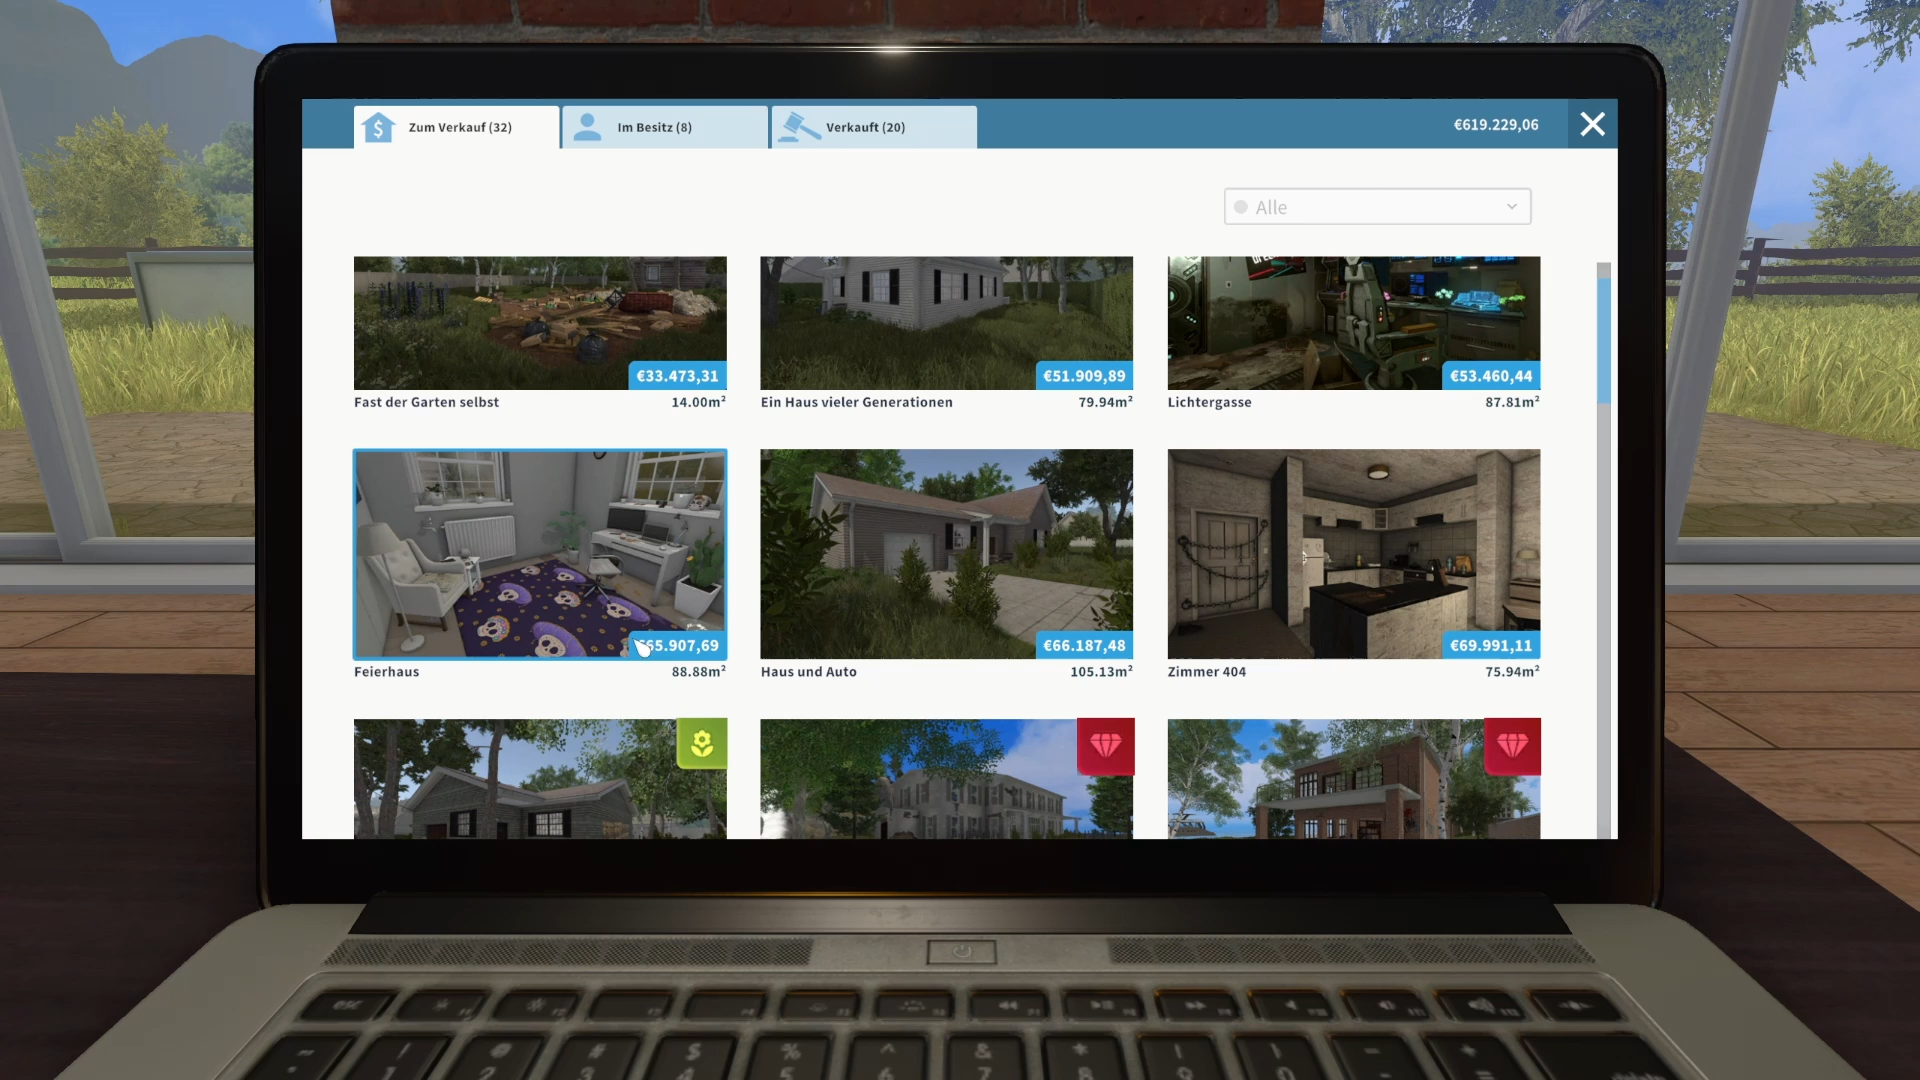 Zum Verkauf (32)
Im Besitz (8)
Verkauft (20)
€619.229,06
Alle
€33.473,31
€51.909,89
€53.460,44
Fast der Garten selbst
14.00m²
Ein Haus vieler Generationen
79.94m²
Lichtergasse
87.81m²
65.907,69
€66.187,48
€69.991,11
Feierhaus
88.88m²
Haus und Auto
105.13m²
Zimmer 404
75.94m²
esc